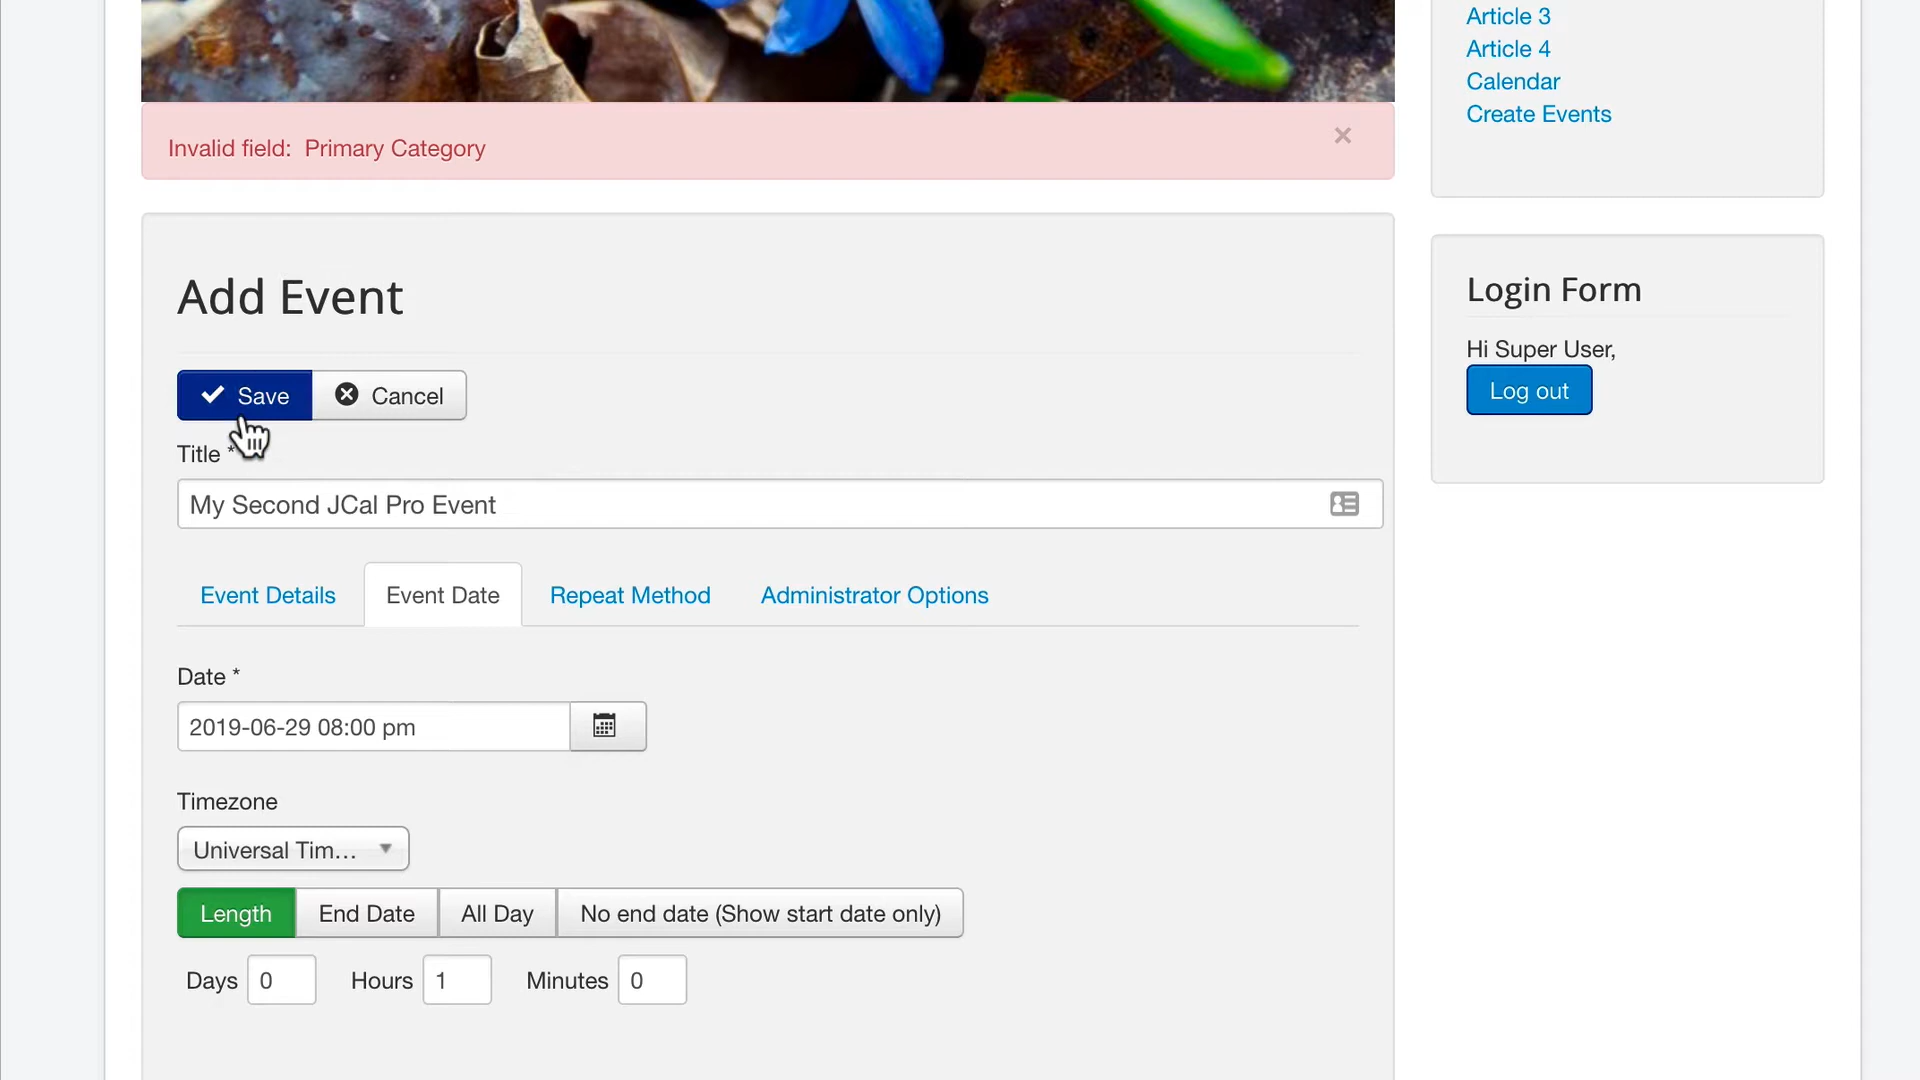 Article 3
Article 4
Calendar
Create Events
Invalid field: Primary Category
×
Add Event
Save Cancel
Title *
My Second JCal Pro Event
Event Details Event Date Repeat Method Administrator Options
Date *
2019-06-29 08:00 pm
Timezone
Universal Tim...
Length End Date All Day No end date (Show start date only)
Days 0 Hours 1 Minutes 0
Login Form
Hi Super User,
Log out